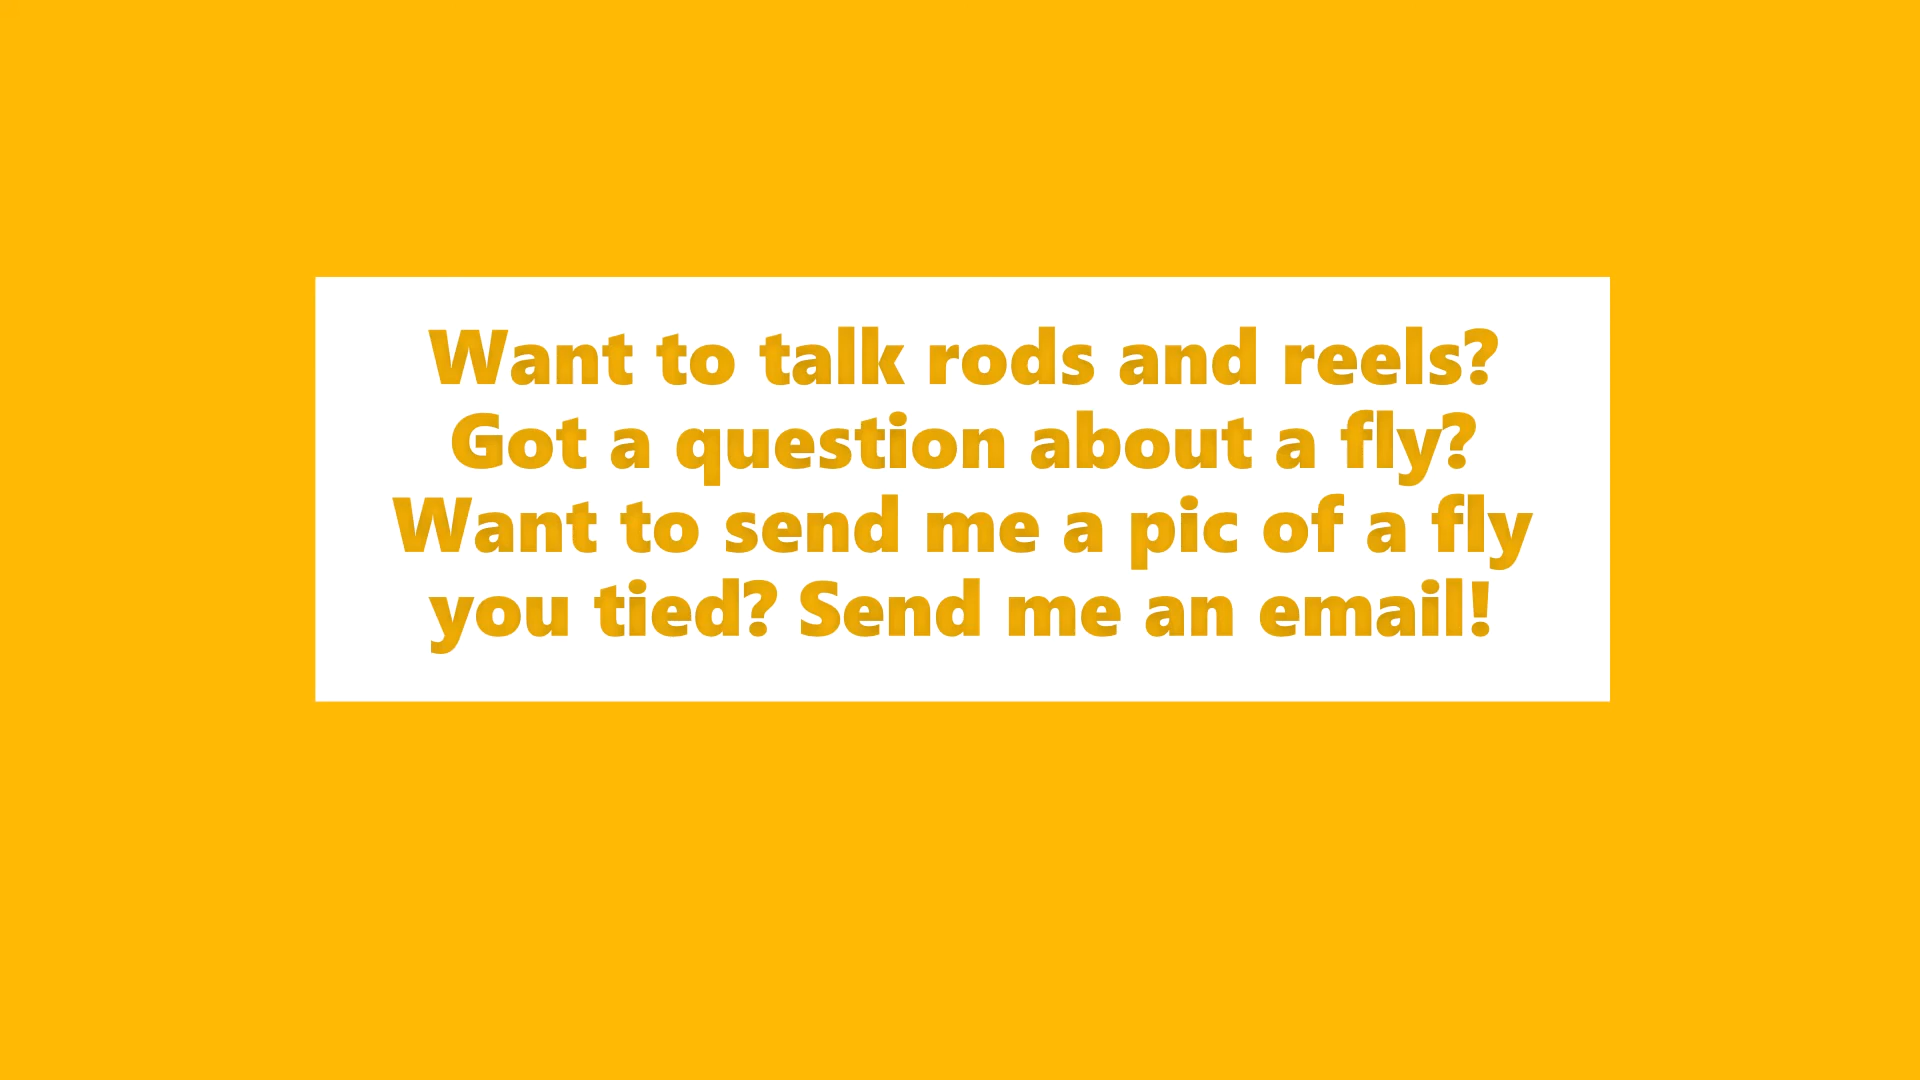 Want to talk rods and reels?
Got a question about a fly?
Want to send me a pic of a fly
you tied? Send me an email!